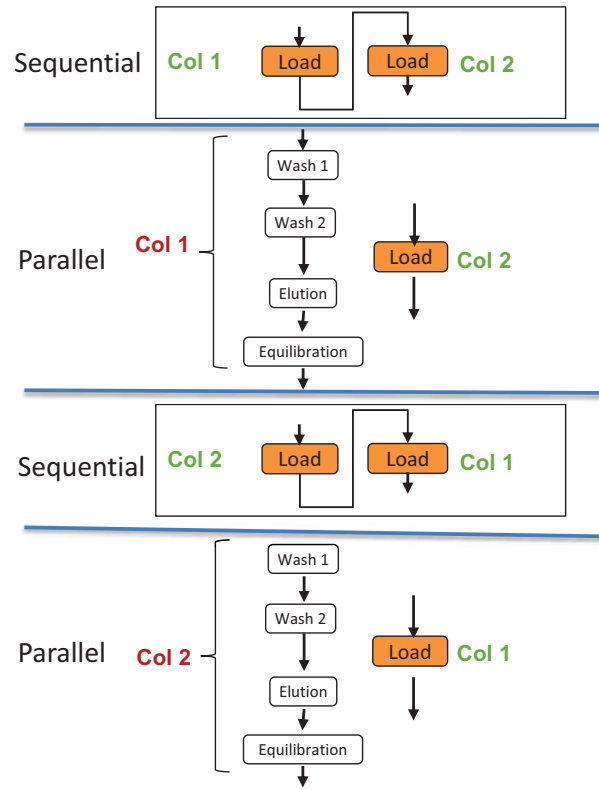 Sequential
Col 1
Load
Load
Col 2
Parallel
Col 1
Wash 1
Wash 2
Elution
Equilibration
Load
Col 2
Sequential
Col 2
Load
Load
Col 1
Parallel
Col 2
Wash 1
Wash 2
Elution
Equilibration
Load
Col 1